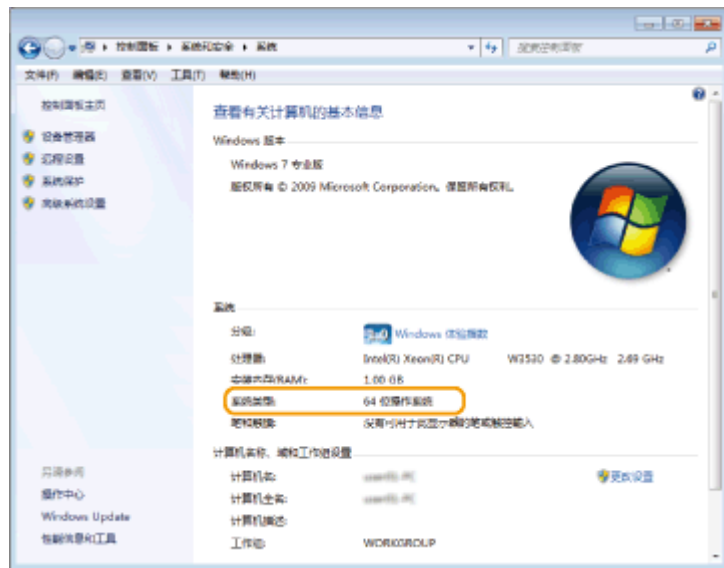 控制面板 ▸ 系统和安全 ▸ 系统
搜索控制面板
文件(F) 编辑(E) 查看(V) 工具(T) 帮助(H)
控制面板主页
设备管理器
远程设置
系统保护
高级系统设置
查看有关计算机的基本信息
Windows 版本
Windows 7 专业版
版权所有 © 2009 Microsoft Corporation。保留所有权利。
系统
分级: Windows 体验指数
处理器: Intel(R) Xeon(R) CPU W3530 @ 2.80GHz 2.69 GHz
安装内存(RAM): 1.00 GB
系统类型: 64 位操作系统
笔和触摸: 没有可用于此显示器的笔或触控输入
计算机名称、域和工作组设置
计算机名:
更改设置
计算机全名:
计算机描述:
工作组: WORKGROUP
另请参阅
操作中心
Windows Update
性能信息和工具